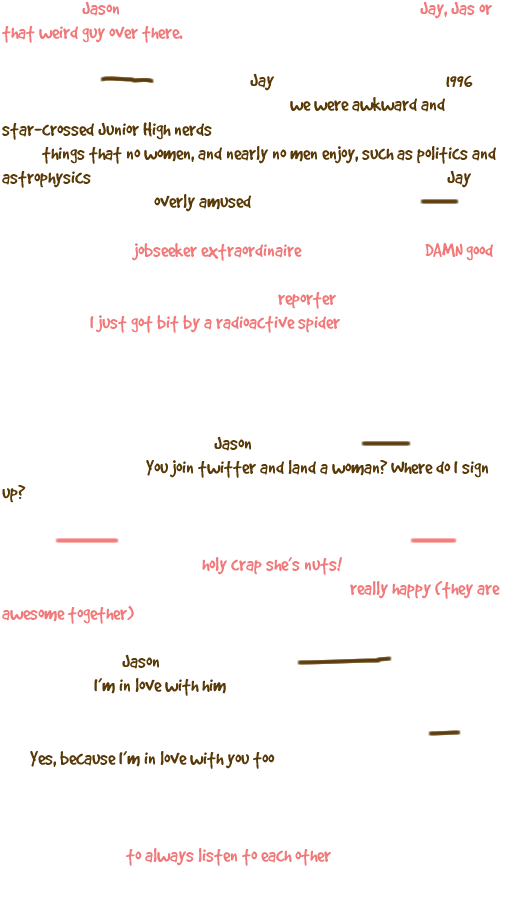 Jason Jay, Jas or
that weird guy over there.
Jay 1996
we were awkward and
star-crossed Junior High nerds
things that no women, and nearly no men enjoy, such as politics and
astrophysics Jay
overly amused
jobseeker extraordinaire DAMN good
reporter
I just got bit by a radioactive spider
Jason
You join twitter and land a woman? Where do I sign
up?
holy crap she's nuts!
really happy (they are
awesome together)
Jason
I'm in love with him
Yes, because I'm in love with you too
to always listen to each other